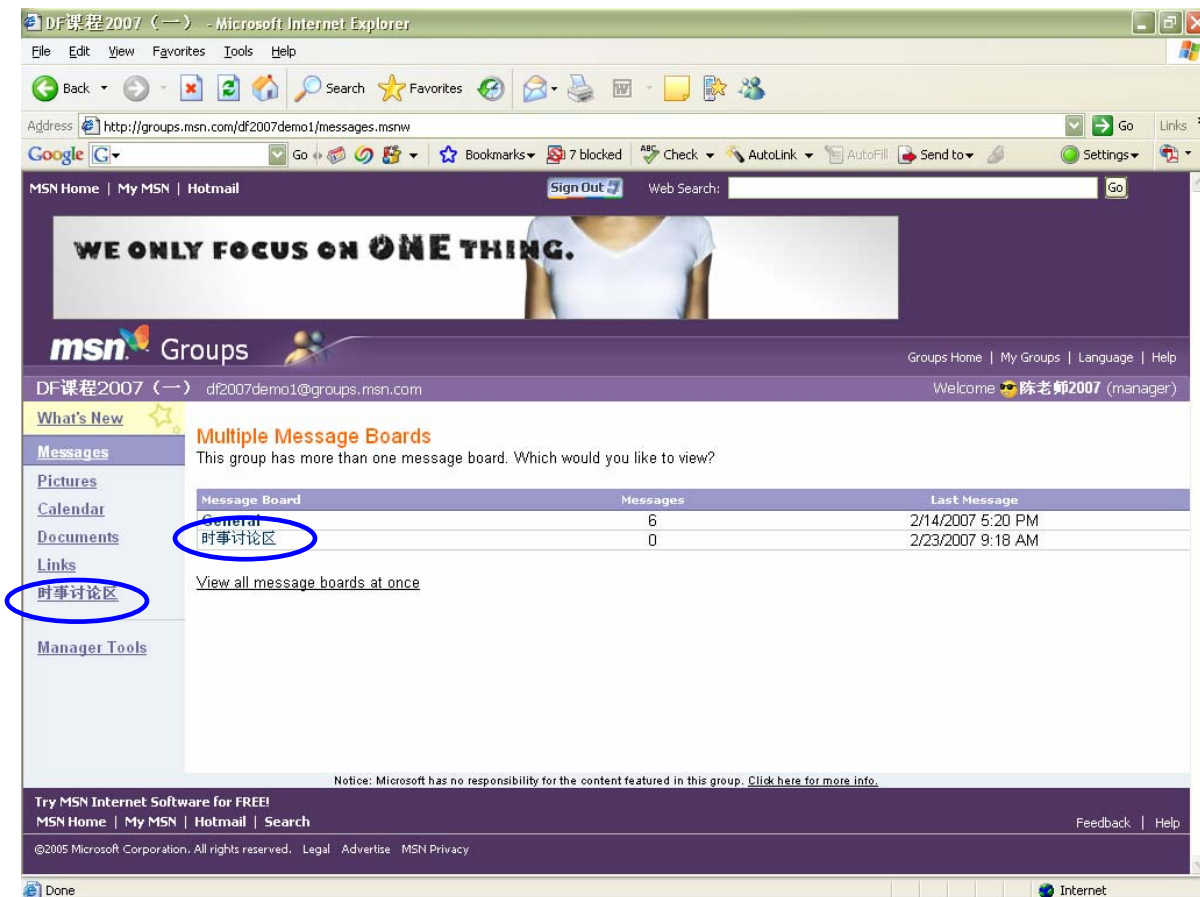 DF课程2007（一） - Microsoft Internet Explorer
File Edit View Favorites Tools Help
Back Search Favorites
Address http://groups.msn.com/df2007demo1/messages.msnw Go Links
Google G Go Bookmarks 7 blocked ABC Check AutoLink AutoFill Send to Settings
MSN Home | My MSN | Hotmail Sign Out Web Search: Go
WE ONLY FOCUS ON ONE THING.
msn Groups
Groups Home | My Groups | Language | Help
DF课程2007（一） df2007demo1@groups.msn.com Welcome 陈老师2007 (manager)
What's New
Messages
Pictures
Calendar
Documents
Links
时事讨论区
Manager Tools
Multiple Message Boards
This group has more than one message board. Which would you like to view?
Message Board Messages Last Message
General 6 2/14/2007 5:20 PM
时事讨论区 0 2/23/2007 9:18 AM
View all message boards at once
Notice: Microsoft has no responsibility for the content featured in this group. Click here for more info.
Try MSN Internet Software for FREE!
MSN Home | My MSN | Hotmail | Search Feedback | Help
©2005 Microsoft Corporation. All rights reserved. Legal Advertise MSN Privacy
Done Internet